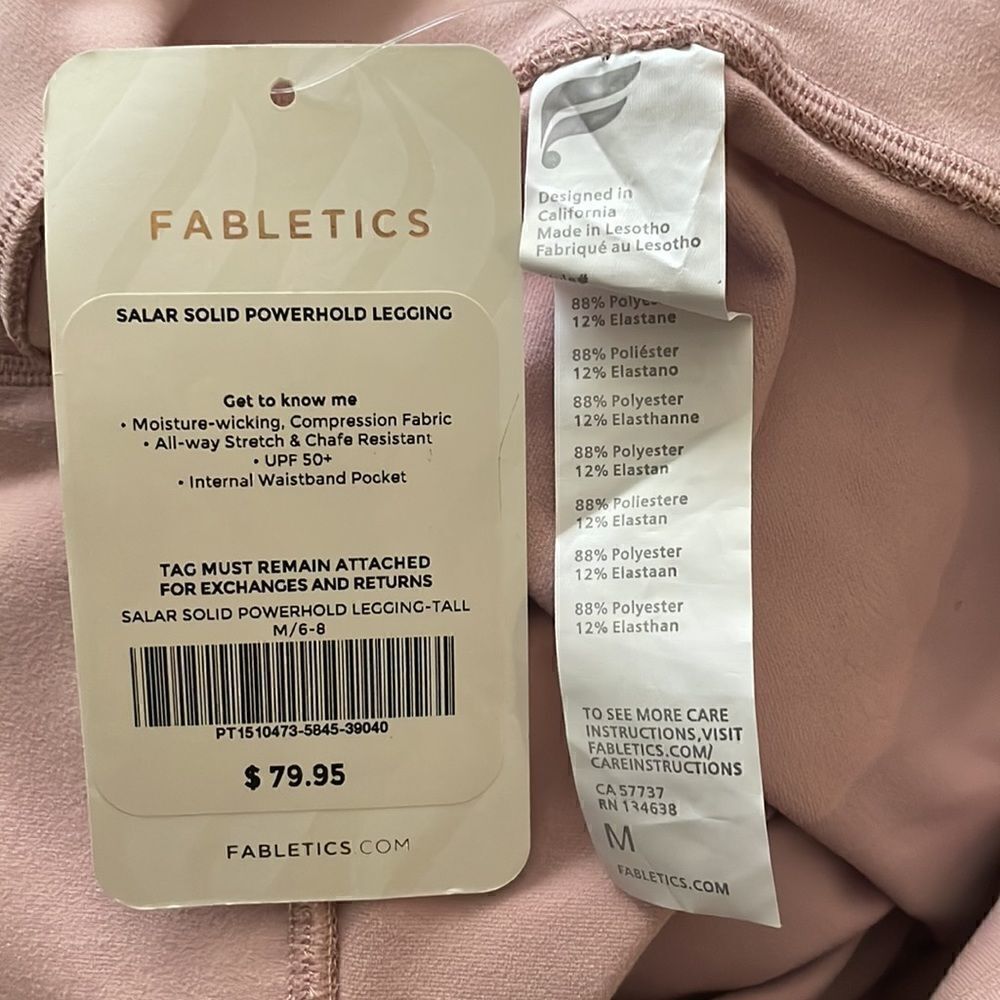 FABLETICS
SALAR SOLID POWERHOLD LEGGING
Get to know me
• Moisture-wicking, Compression Fabric
• All-way Stretch & Chafe Resistant
• UPF 50+
• Internal Waistband Pocket
TAG MUST REMAIN ATTACHED
FOR EXCHANGES AND RETURNS
SALAR SOLID POWERHOLD LEGGING-TALL
M/6-8
PT1510473-5845-39040
$ 79.95
FABLETICS.COM
Designed in
California
Made in Lesotho
Fabriqué au Lesotho
88%
12% Elastane
88% Poliéster
12% Elastano
88% Polyester
12% Elasthanne
88% Polyester
12% Elastan
88% Poliestere
12% Elastan
88% Polyester
12% Elastaan
88% Polyester
12% Elasthan
TO SEE MORE CARE
INSTRUCTIONS,VISIT
FABLETICS.COM/
CAREINSTRUCTIONS
CA 57737
RN 134638
M
FABLETICS.COM